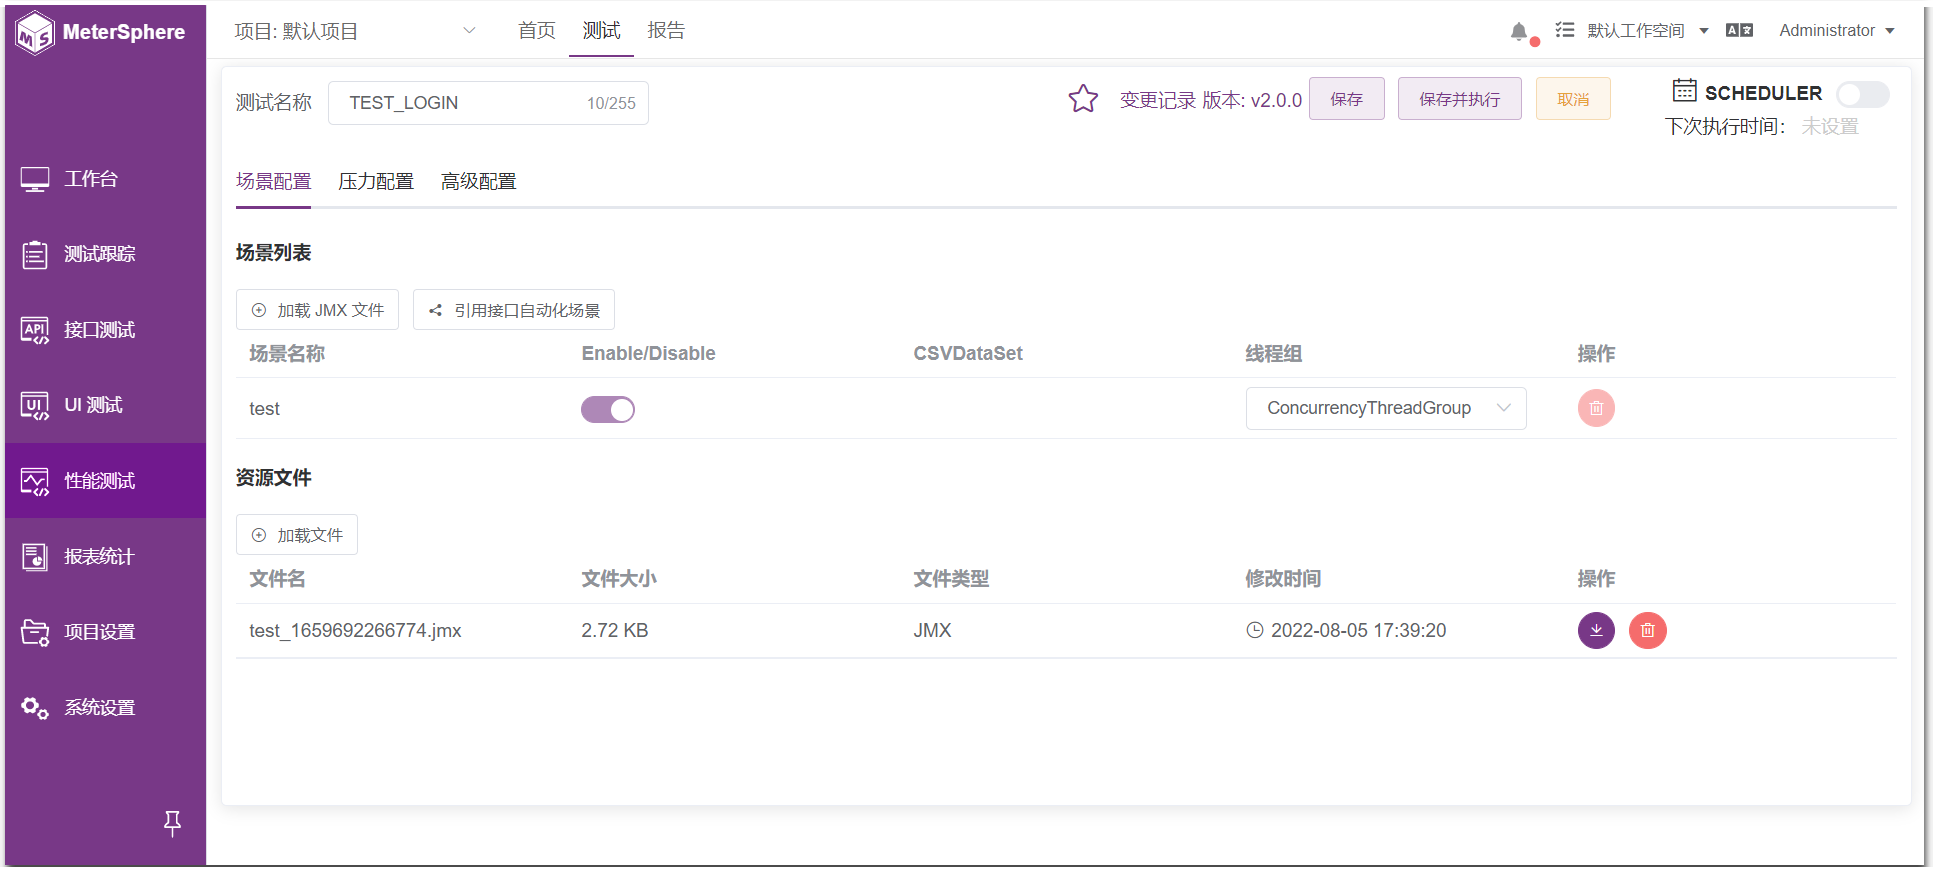 MeterSphere
项目: 默认项目
首页 测试 报告
默认工作空间
Administrator
工作台
测试跟踪
接口测试
UI 测试
性能测试
报表统计
项目设置
系统设置
测试名称 TEST_LOGIN 10/255
变更记录 版本: v2.0.0 保存 保存并执行 取消
SCHEDULER
下次执行时间： 未设置
场景配置 压力配置 高级配置
场景列表
加载 JMX 文件 引用接口自动化场景
场景名称 Enable/Disable CSVDataSet 线程组 操作
test ConcurrencyThreadGroup
资源文件
加载文件
文件名 文件大小 文件类型 修改时间 操作
test_1659692266774.jmx 2.72 KB JMX 2022-08-05 17:39:20